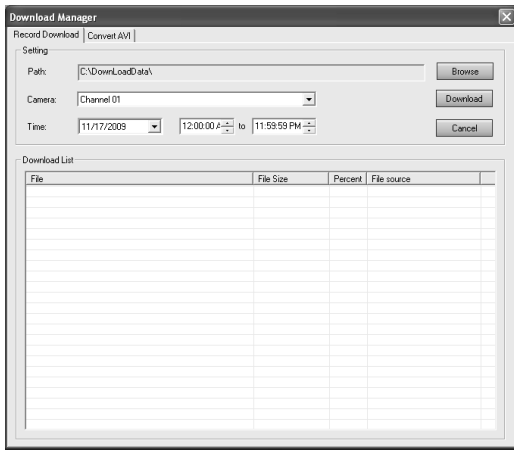 Download Manager
Record Download Convert AVI
Setting
Path: C:\DownLoadData\ Browse
Camera: Channel 01 Download
Time: 11/17/2009 12:00:00 A to 11:59:59 PM Cancel
Download List
File File Size Percent File source